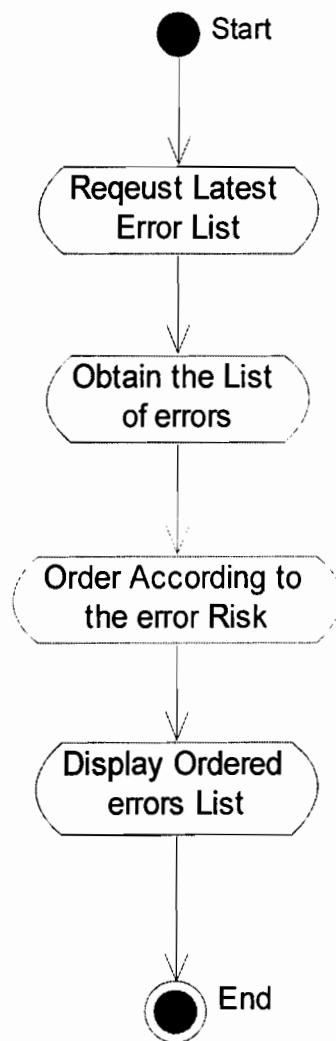 Start
Reqeust Latest
Error List
Obtain the List
of errors
Order According to
the error Risk
Display Ordered
errors List
End